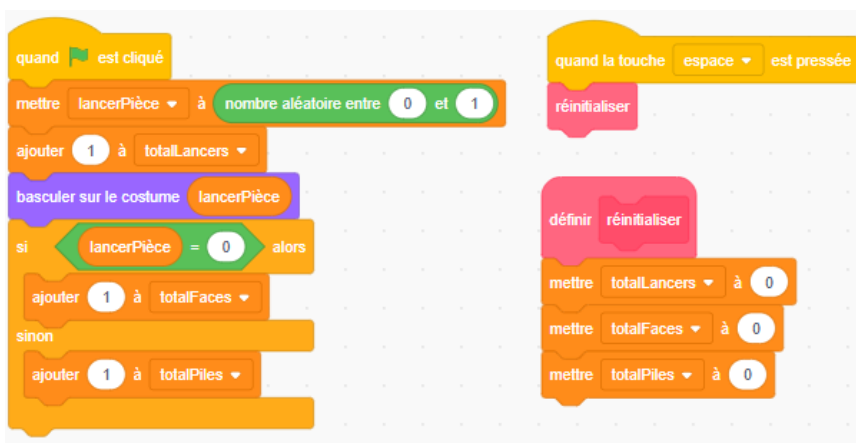 quand est cliqué
mettre lancerPièce à nombre aléatoire entre 0 et 1
ajouter 1 à totalLancers
basculer sur le costume lancerPièce
si lancerPièce = 0 alors
ajouter 1 à totalFaces
sinon
ajouter 1 à totalPiles
quand la touche espace est pressée
réinitialiser
définir réinitialiser
mettre totalLancers à 0
mettre totalFaces à 0
mettre totalPiles à 0